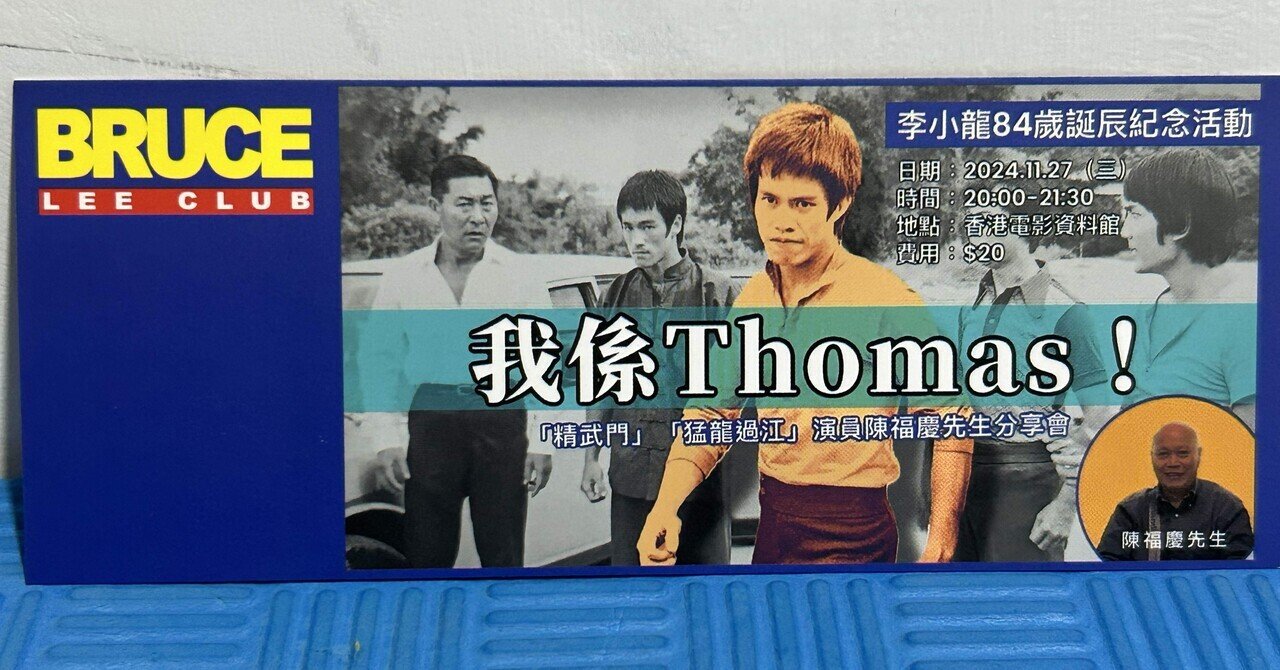 BRUCE
LEE CLUB
李小龍84歲誕辰紀念活動
日期：2024.11.27（三）
時間：20:00-21:30
地點：香港電影資料館
費用：$20
我係Thomas！
「精武門」「猛龍過江」演員陳福慶先生分享會
陳福慶先生